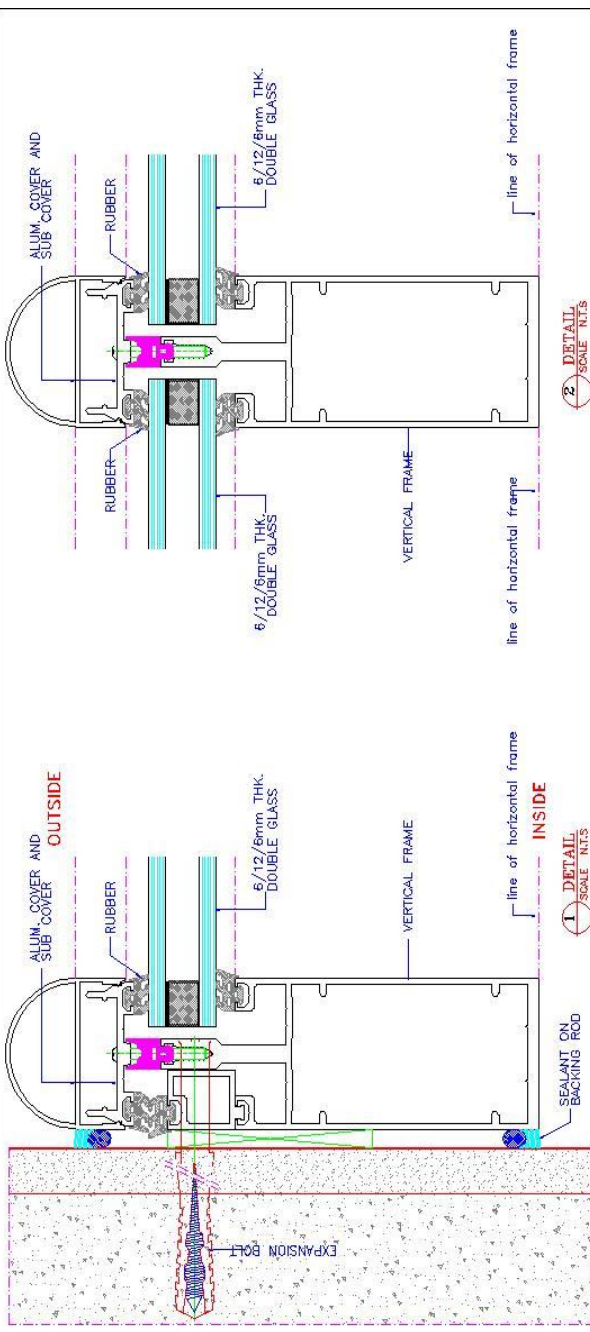 ALUM. COVER AND
SUB COVER
OUTSIDE
RUBBER
6/12/6mm THK.
DOUBLE GLASS
EXPANSION BOLT
VERTICAL FRAME
SEALANT ON
BACKING ROD
line of horizontal frame
INSIDE
1 DETAIL
SCALE N.T.S
ALUM. COVER AND
SUB COVER
RUBBER
RUBBER
6/12/6mm THK.
DOUBLE GLASS
6/12/6mm THK.
DOUBLE GLASS
VERTICAL FRAME
line of horizontal frame
line of horizontal frame
2 DETAIL
SCALE N.T.S